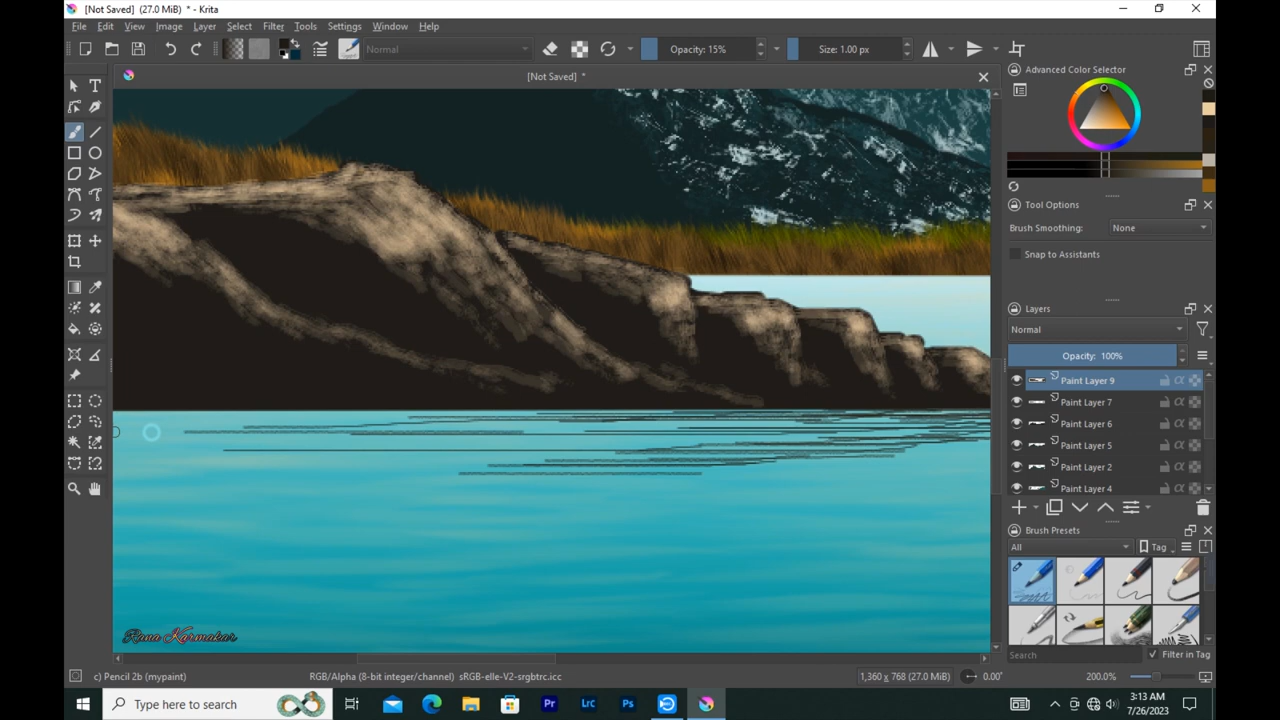 [Not Saved] (27.0 MiB) * - Krita
File Edit View Image Layer Select Filter Tools Settings Window Help
Normal Opacity: 15% Size: 1.00 px
[Not Saved] *
Advanced Color Selector
Tool Options
Brush Smoothing: None
Snap to Assistants
Layers
Normal
Opacity: 100%
Paint Layer 9
Paint Layer 7
Paint Layer 6
Paint Layer 5
Paint Layer 2
Paint Layer 4
Brush Presets
All Tag
Search Filter in Tag
Rana Karmakar
c) Pencil 2b (mypaint) RGB/Alpha (8-bit integer/channel) sRGB-elle-V2-srgbtrc.icc 1,360 x 768 (27.0 MiB) 0.00° 200.0%
Type here to search Pr Lrc Ps 3:13 AM
7/26/2023